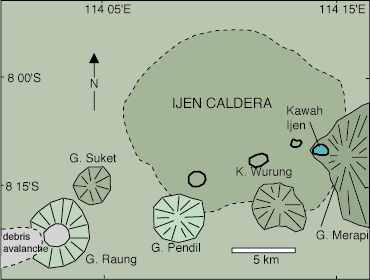 114 05'E
114 15'E
8 00'S
N
IJEN CALDERA
Kawah
Ijen
G. Suket
K. Wurung
8 15'S
G. Merapi
debris
avalanche
G. Pendil
G. Raung
5 km